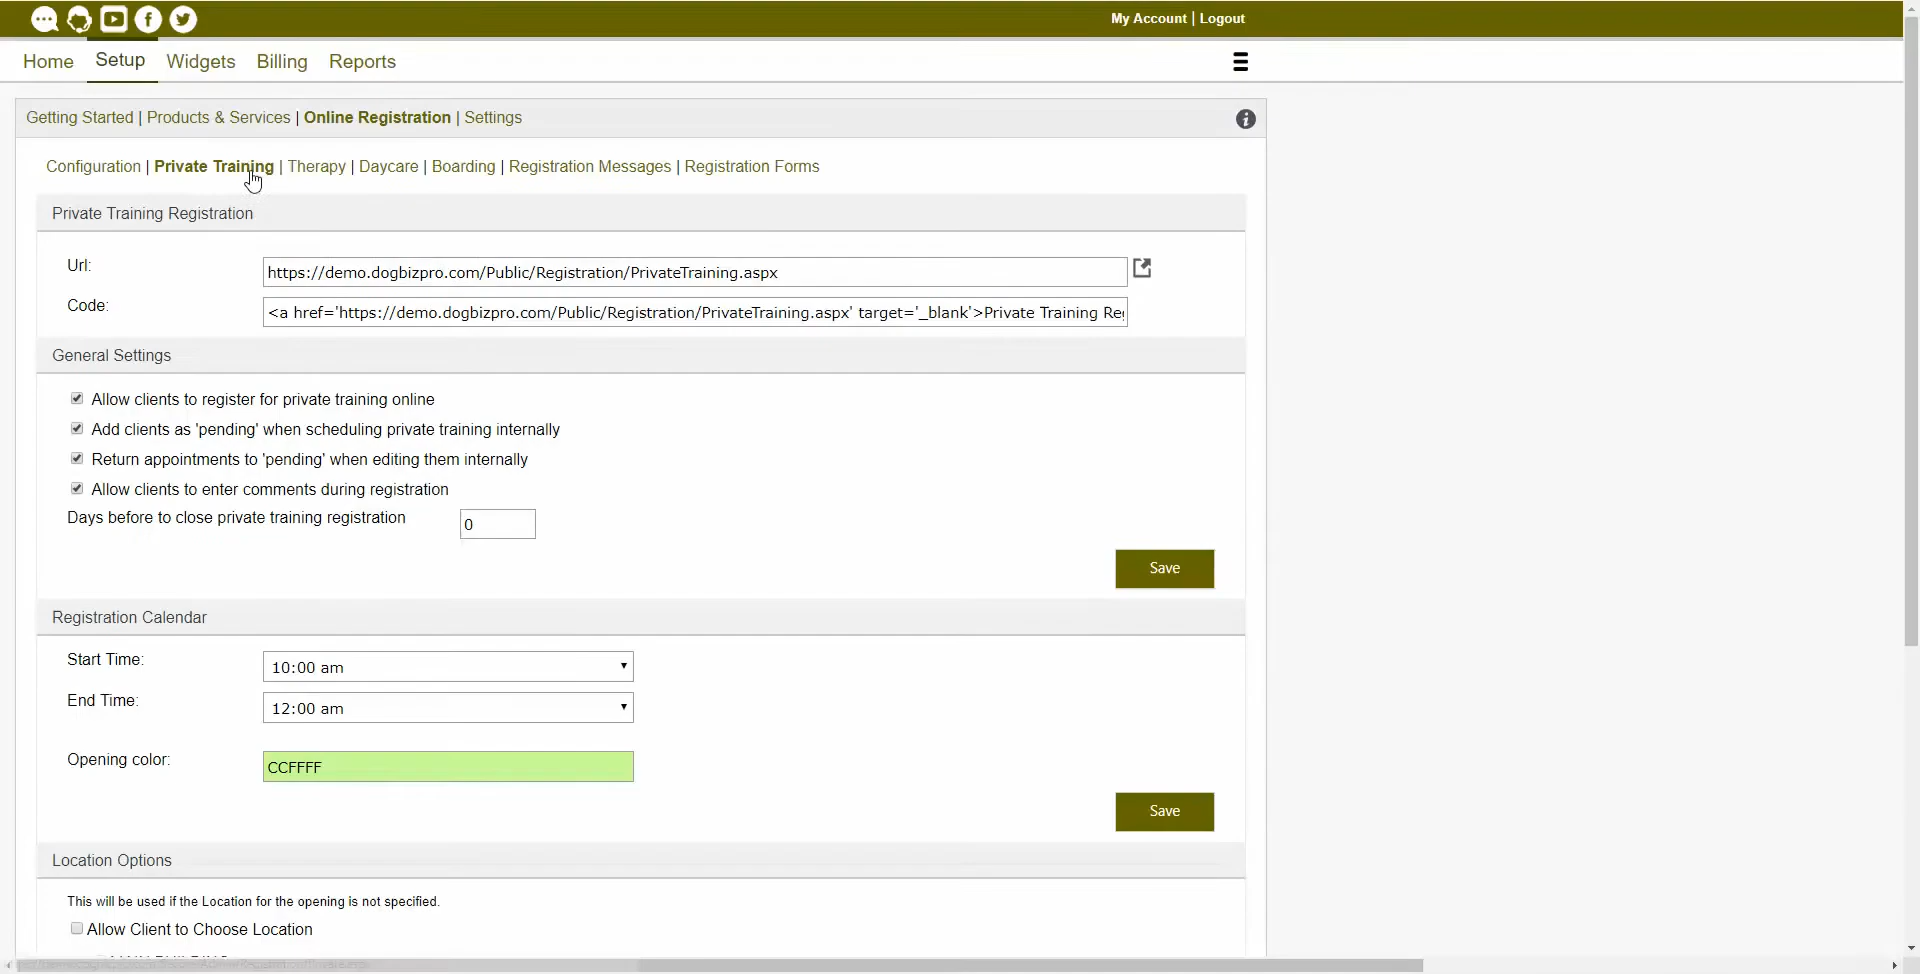 My Account | Logout
Home Setup Widgets Billing Reports
Getting Started | Products & Services | Online Registration | Settings
Configuration | Private Training | Therapy | Daycare | Boarding | Registration Messages | Registration Forms
Private Training Registration
Url: https://demo.dogbizpro.com/Public/Registration/PrivateTraining.aspx
Code: <a href='https://demo.dogbizpro.com/Public/Registration/PrivateTraining.aspx' target='_blank'>Private Training Re
General Settings
Allow clients to register for private training online
Add clients as 'pending' when scheduling private training internally
Return appointments to 'pending' when editing them internally
Allow clients to enter comments during registration
Days before to close private training registration 0
Save
Registration Calendar
Start Time: 10:00 am
End Time: 12:00 am
Opening color: CCFFFF
Save
Location Options
This will be used if the Location for the opening is not specified.
Allow Client to Choose Location